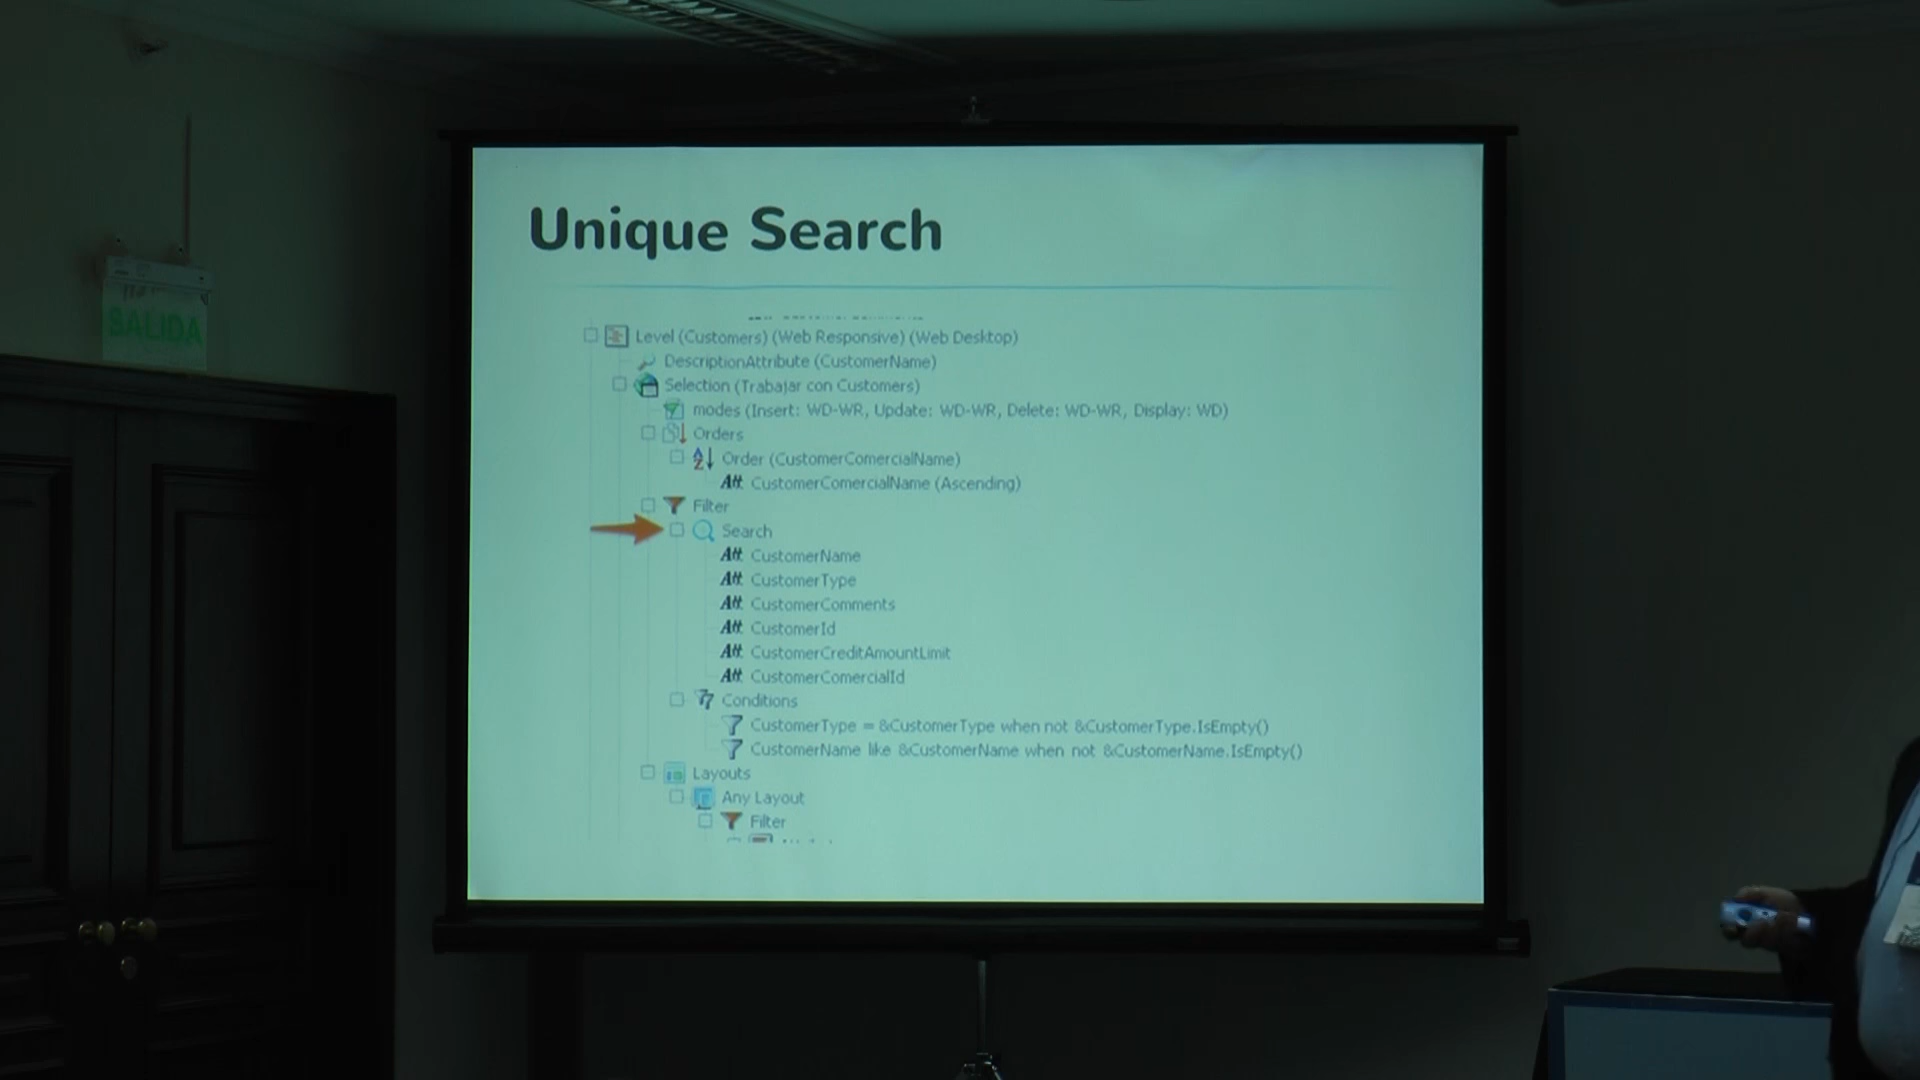 SALIDA
Unique Search
Level (Customers) (Web Responsive) (Web Desktop)
DescriptionAttribute (CustomerName)
Selection (Trabajar con Customers)
modes (Insert: WD-WR, Update: WD-WR, Delete: WD-WR, Display: WD)
Orders
Order (CustomerComercialName)
CustomerComercialName (Ascending)
Filter
Search
Att CustomerName
Att CustomerType
Att CustomerComments
Att CustomerId
Att CustomerCreditAmountLimit
Att CustomerComercialId
Conditions
CustomerType = &CustomerType when not &CustomerType.IsEmpty()
CustomerName like &CustomerName when not &CustomerName.IsEmpty()
Layouts
Any Layout
Filter